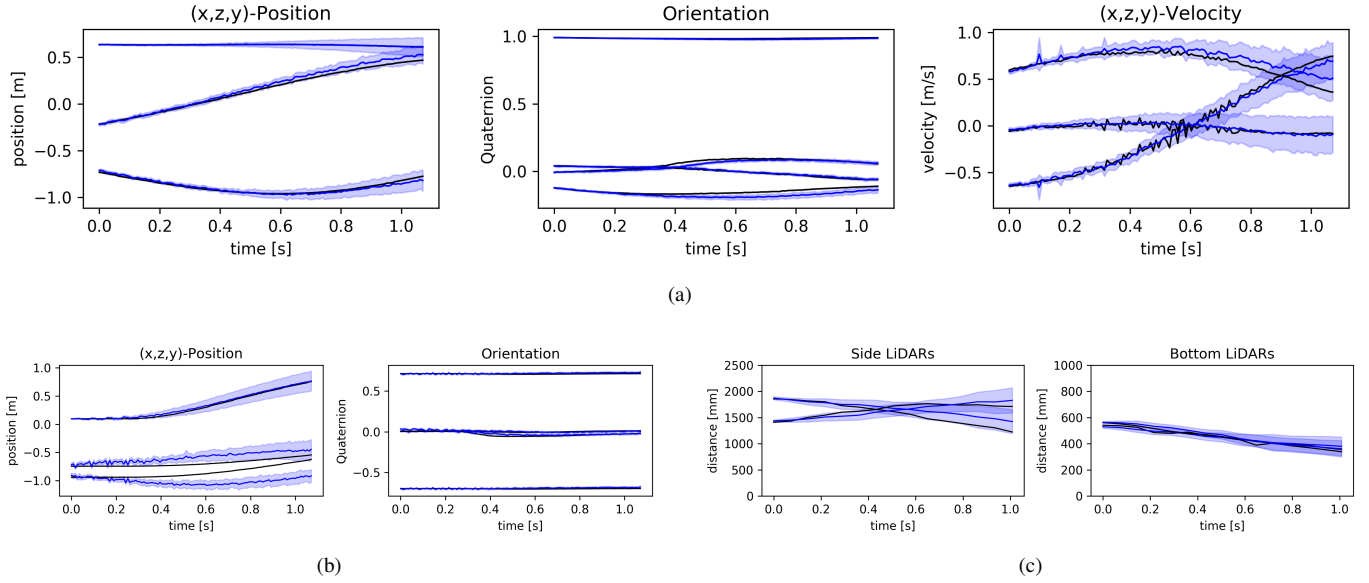 (x,z,y)-Position
Orientation
(x,z,y)-Velocity
position [m]
0.5
0.0
−0.5
−1.0
0.0 0.2 0.4 0.6 0.8 1.0
time [s]
Quaternion
1.0
0.5
0.0
0.0 0.2 0.4 0.6 0.8 1.0
time [s]
velocity [m/s]
1.0
0.5
0.0
−0.5
0.0 0.2 0.4 0.6 0.8 1.0
time [s]
(a)
(x,z,y)-Position
position [m]
1.0
0.5
0.0
−0.5
−1.0
0.0 0.2 0.4 0.6 0.8 1.0
time [s]
Orientation
Quaternion
0.5
0.0
−0.5
0.0 0.2 0.4 0.6 0.8 1.0
time [s]
(b)
Side LiDARs
distance [mm]
2500
2000
1500
1000
500
0
0.0 0.2 0.4 0.6 0.8 1.0
time [s]
Bottom LiDARs
distance [mm]
1000
800
600
400
200
0
0.0 0.2 0.4 0.6 0.8 1.0
time [s]
(c)